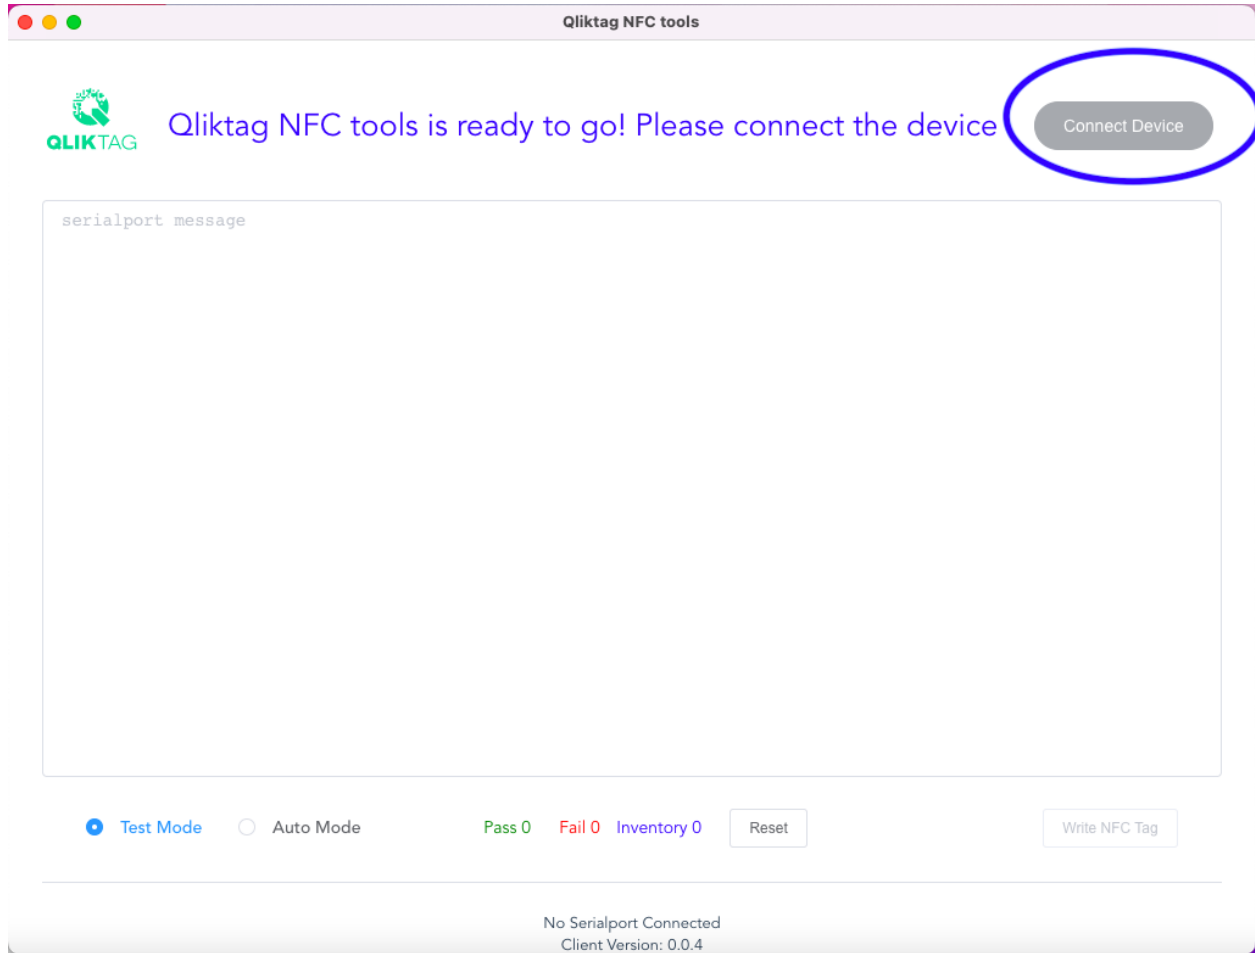 Qliktag NFC tools
QLIKTAG
Qliktag NFC tools is ready to go! Please connect the device
Connect Device
serialport message
Test Mode
Auto Mode
Pass 0
Fail 0
Inventory 0
Reset
Write NFC Tag
No Serialport Connected
Client Version: 0.0.4